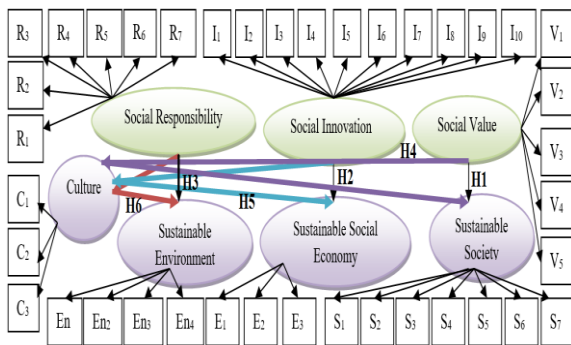 R3 R4 R5 R6 R7 I1 I2 I3 I4 I5 I6 I7 I8 I9 I10 V1
R2
V2
R1
Social Responsibility
Social Innovation
Social Value
V3
H4
Culture
H3
H2
H1
C1
H6
H5
V4
Sustainable
Environment
Sustainable Social
Economy
Sustainable
Society
C2
V5
C3
En En2 En3 En4 E1 E2 E3 S1 S2 S3 S4 S5 S6 S7